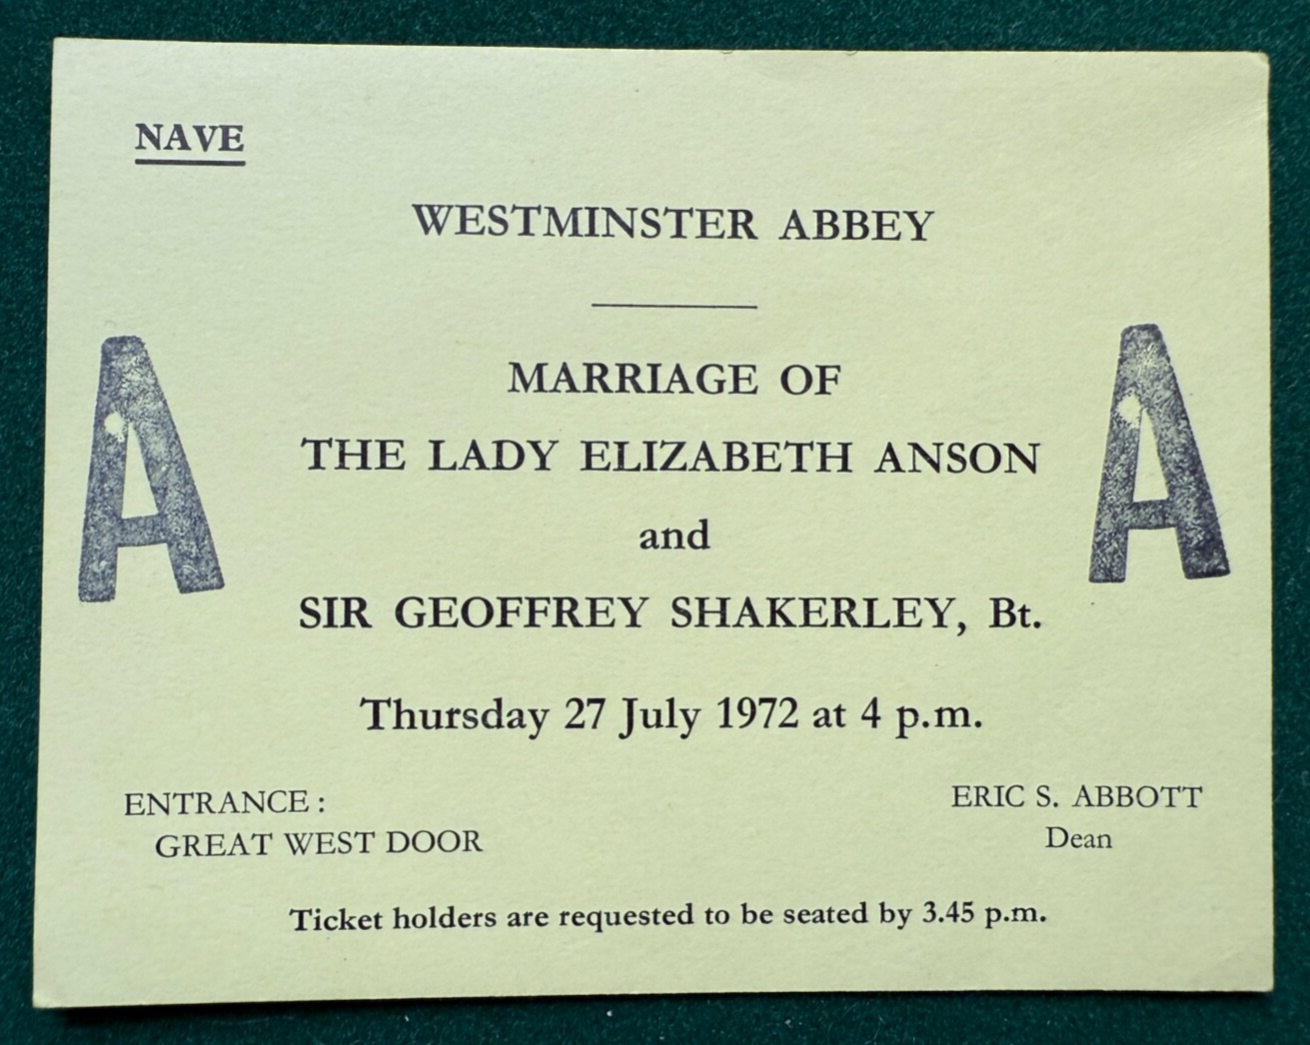 NAVE
WESTMINSTER ABBEY
MARRIAGE OF
THE LADY ELIZABETH ANSON
A A
and
SIR GEOFFREY SHAKERLEY, Bt.
Thursday 27 July 1972 at 4 p.m.
ENTRANCE :
GREAT WEST DOOR
ERIC S. ABBOTT
Dean
Ticket holders are requested to be seated by 3.45 p.m.